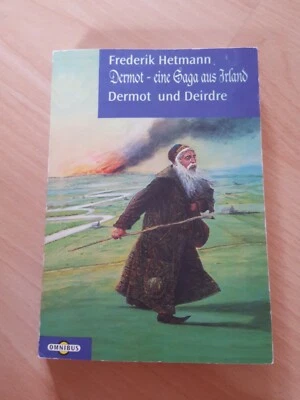 Frederik Hetmann
Dermot - eine Saga aus Irland
Dermot und Deirdre
OMNIBUS